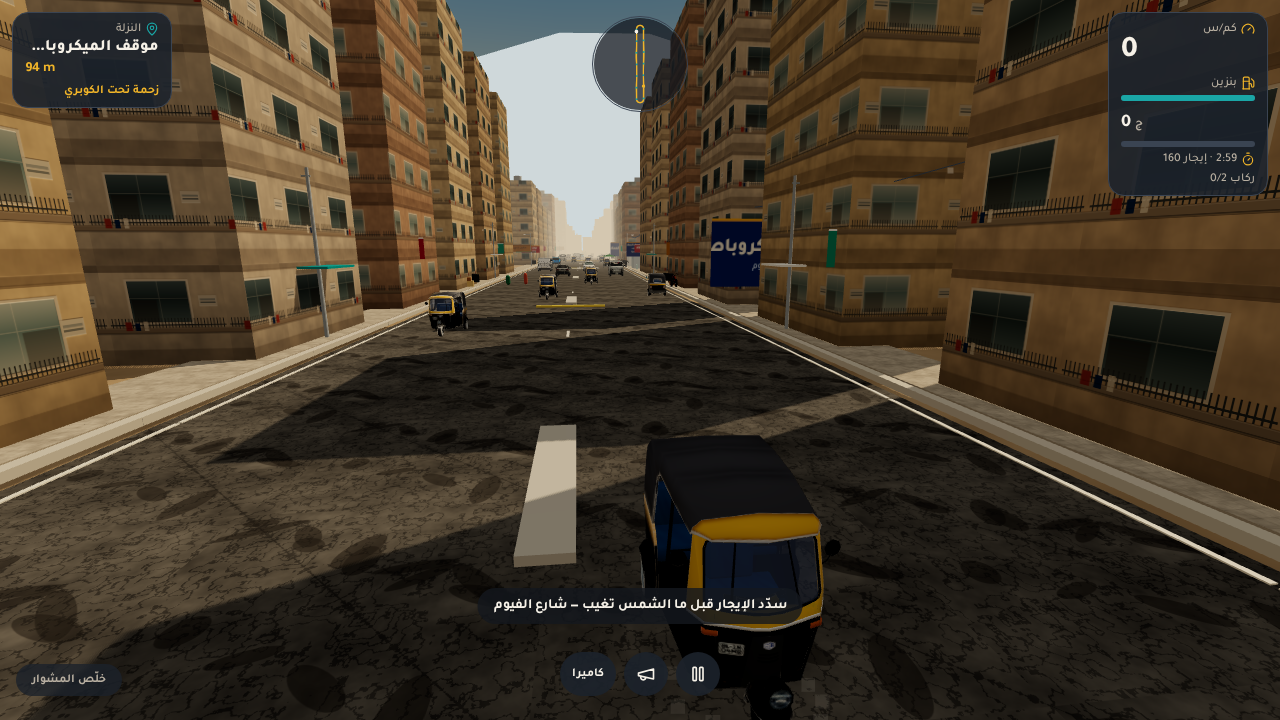 النزلة
موقف الميكروبا...
94 m
زحمة تحت الكوبري
كم/س
0
بنزين
0 ج
2:59 · إيجار 160
ركاب 0/2
كروباص
سدّد الإيجار قبل ما الشمس تغيب – شارع الفيوم
كاميرا
خلّص المشوار